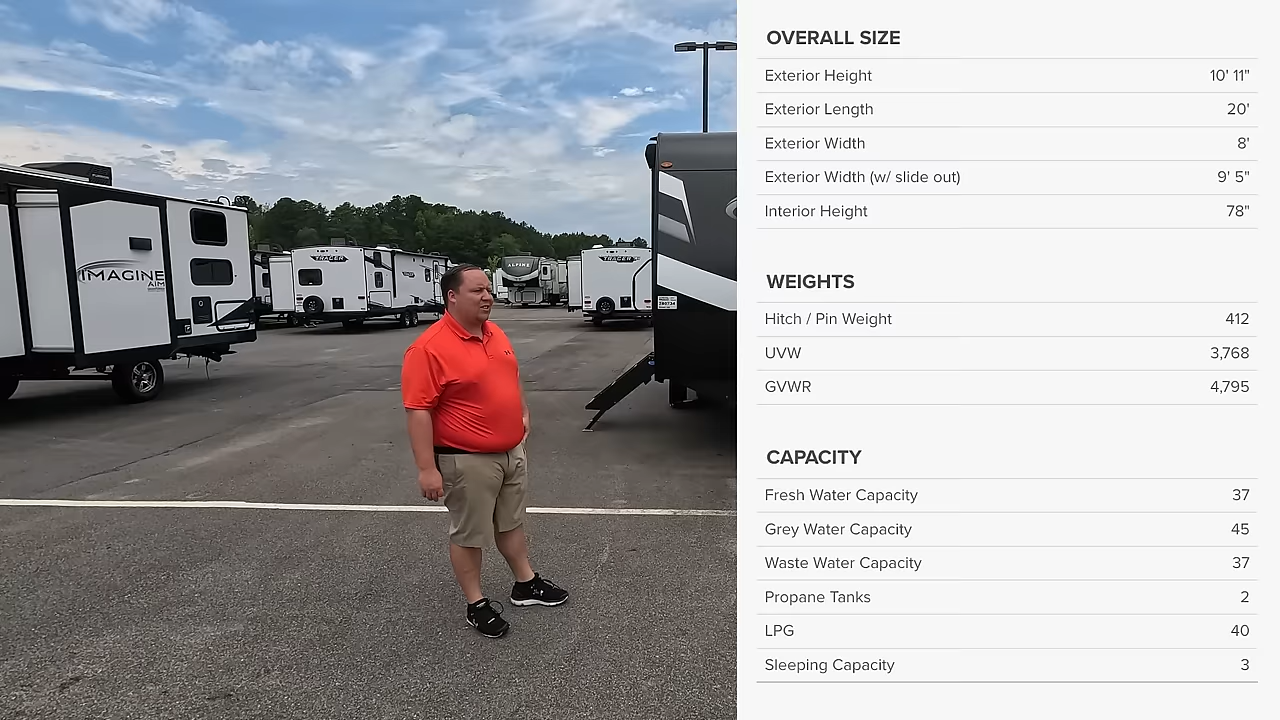 IMAGINE
AIM
TRACER
ALPINE
TRACER
OVERALL SIZE
Exterior Height 10' 11"
Exterior Length 20'
Exterior Width 8'
Exterior Width (w/ slide out) 9' 5"
Interior Height 78"
WEIGHTS
Hitch / Pin Weight 412
UVW 3,768
GVWR 4,795
CAPACITY
Fresh Water Capacity 37
Grey Water Capacity 45
Waste Water Capacity 37
Propane Tanks 2
LPG 40
Sleeping Capacity 3